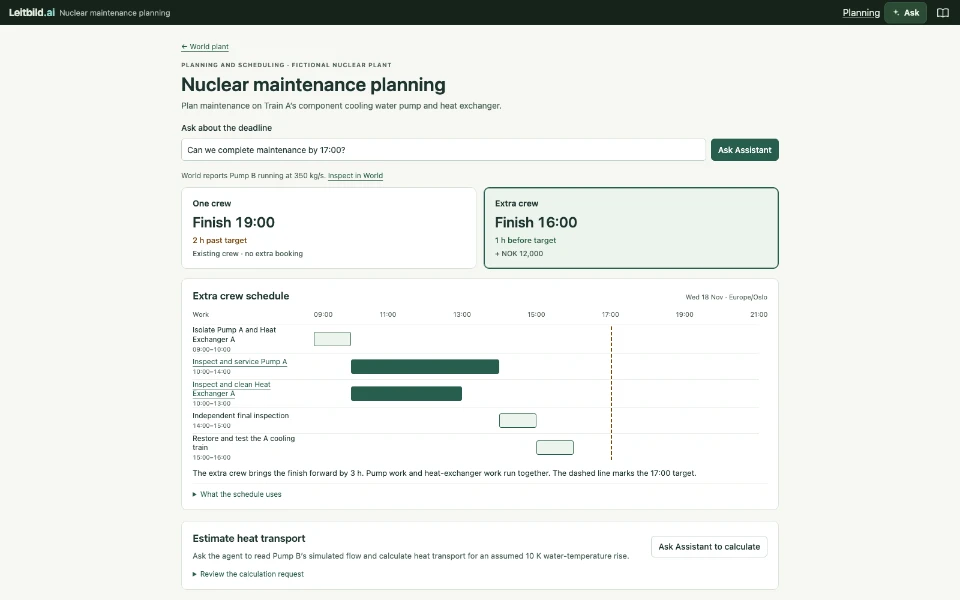 Leitbild.ai Nuclear maintenance planning
Planning
Ask
← World plant
PLANNING AND SCHEDULING · FICTIONAL NUCLEAR PLANT
Nuclear maintenance planning
Plan maintenance on Train A's component cooling water pump and heat exchanger.
Ask about the deadline
Can we complete maintenance by 17:00?
Ask Assistant
World reports Pump B running at 350 kg/s. Inspect in World
One crew
Finish 19:00
2 h past target
Existing crew · no extra booking
Extra crew
Finish 16:00
1 h before target
+ NOK 12,000
Extra crew schedule
Wed 18 Nov · Europe/Oslo
Work 09:00 11:00 13:00 15:00 17:00 19:00 21:00
Isolate Pump A and Heat
Exchanger A
09:00–10:00
Inspect and service Pump A
10:00–14:00
Inspect and clean Heat
Exchanger A
10:00–13:00
Independent final inspection
14:00–15:00
Restore and test the A cooling
train
15:00–16:00
The extra crew brings the finish forward by 3 h. Pump work and heat-exchanger work run together. The dashed line marks the 17:00 target.
▸ What the schedule uses
Estimate heat transport
Ask the agent to read Pump B's simulated flow and calculate heat transport for an assumed 10 K water-temperature rise.
Ask Assistant to calculate
▸ Review the calculation request